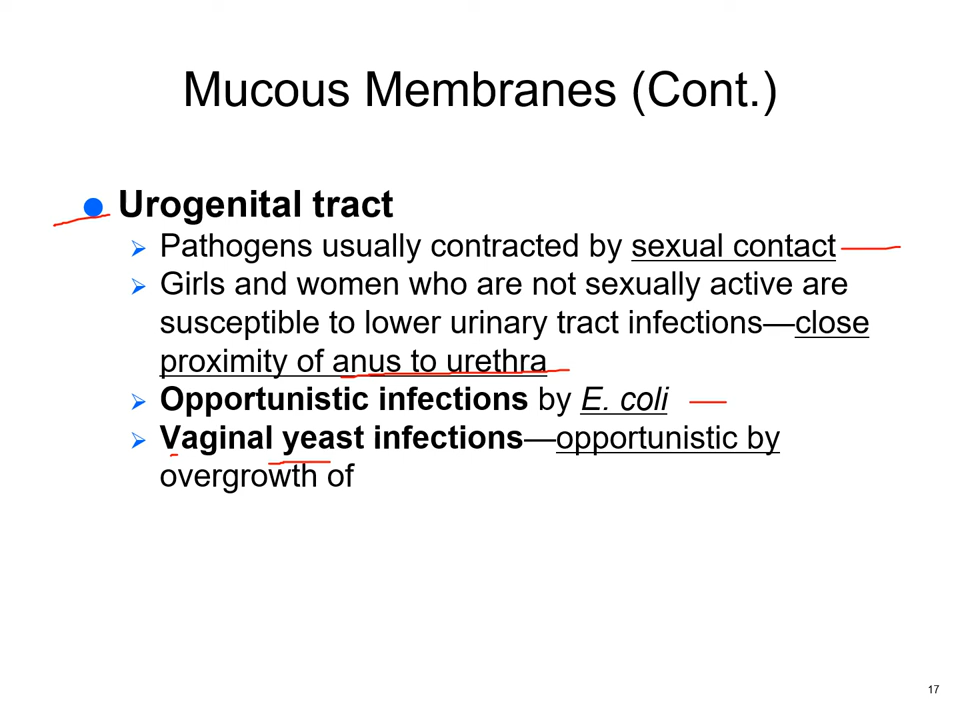 Mucous Membranes (Cont.)
Urogenital tract
Pathogens usually contracted by sexual contact
Girls and women who are not sexually active are
susceptible to lower urinary tract infections—close
proximity of anus to urethra
Opportunistic infections by E. coli
Vaginal yeast infections—opportunistic by
overgrowth of
17